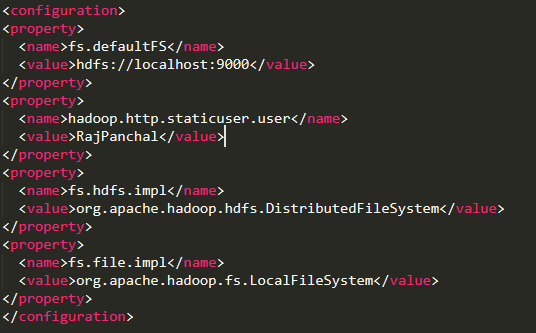 <configuration>
<property>
  <name>fs.defaultFS</name>
  <value>hdfs://localhost:9000</value>
</property>
<property>
  <name>hadoop.http.staticuser.user</name>
  <value>RajPanchal</value>
</property>
<property>
  <name>fs.hdfs.impl</name>
  <value>org.apache.hadoop.hdfs.DistributedFileSystem</value>
</property>
<property>
  <name>fs.file.impl</name>
  <value>org.apache.hadoop.fs.LocalFileSystem</value>
</property>
</configuration>